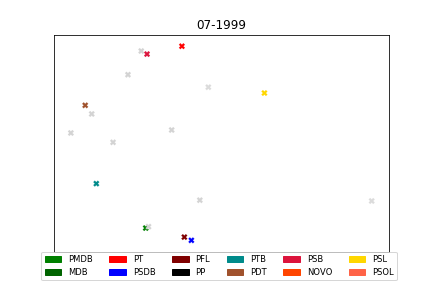 07-1999
PMDB PT PFL PTB PSB PSL
MDB PSDB PP PDT NOVO PSOL